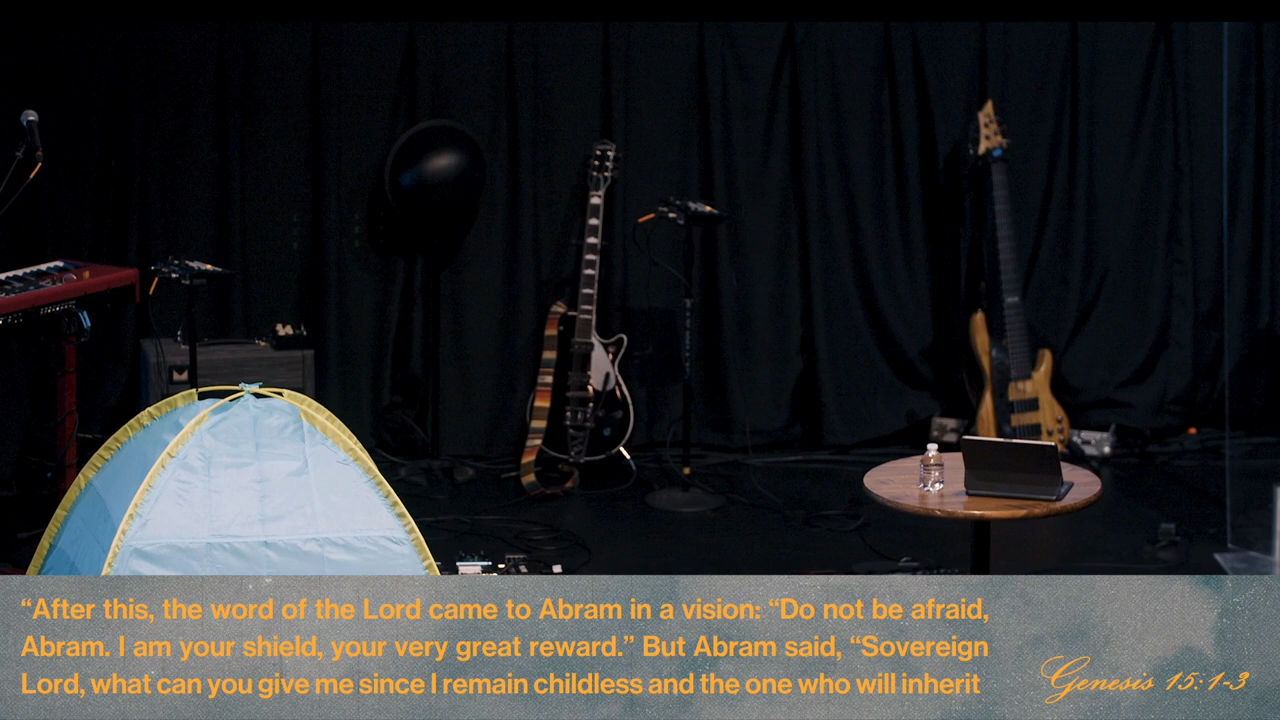 “After this, the word of the Lord came to Abram in a vision: “Do not be afraid,
Abram. I am your shield, your very great reward.” But Abram said, “Sovereign
Lord, what can you give me since I remain childless and the one who will inherit
Genesis 15:1-3